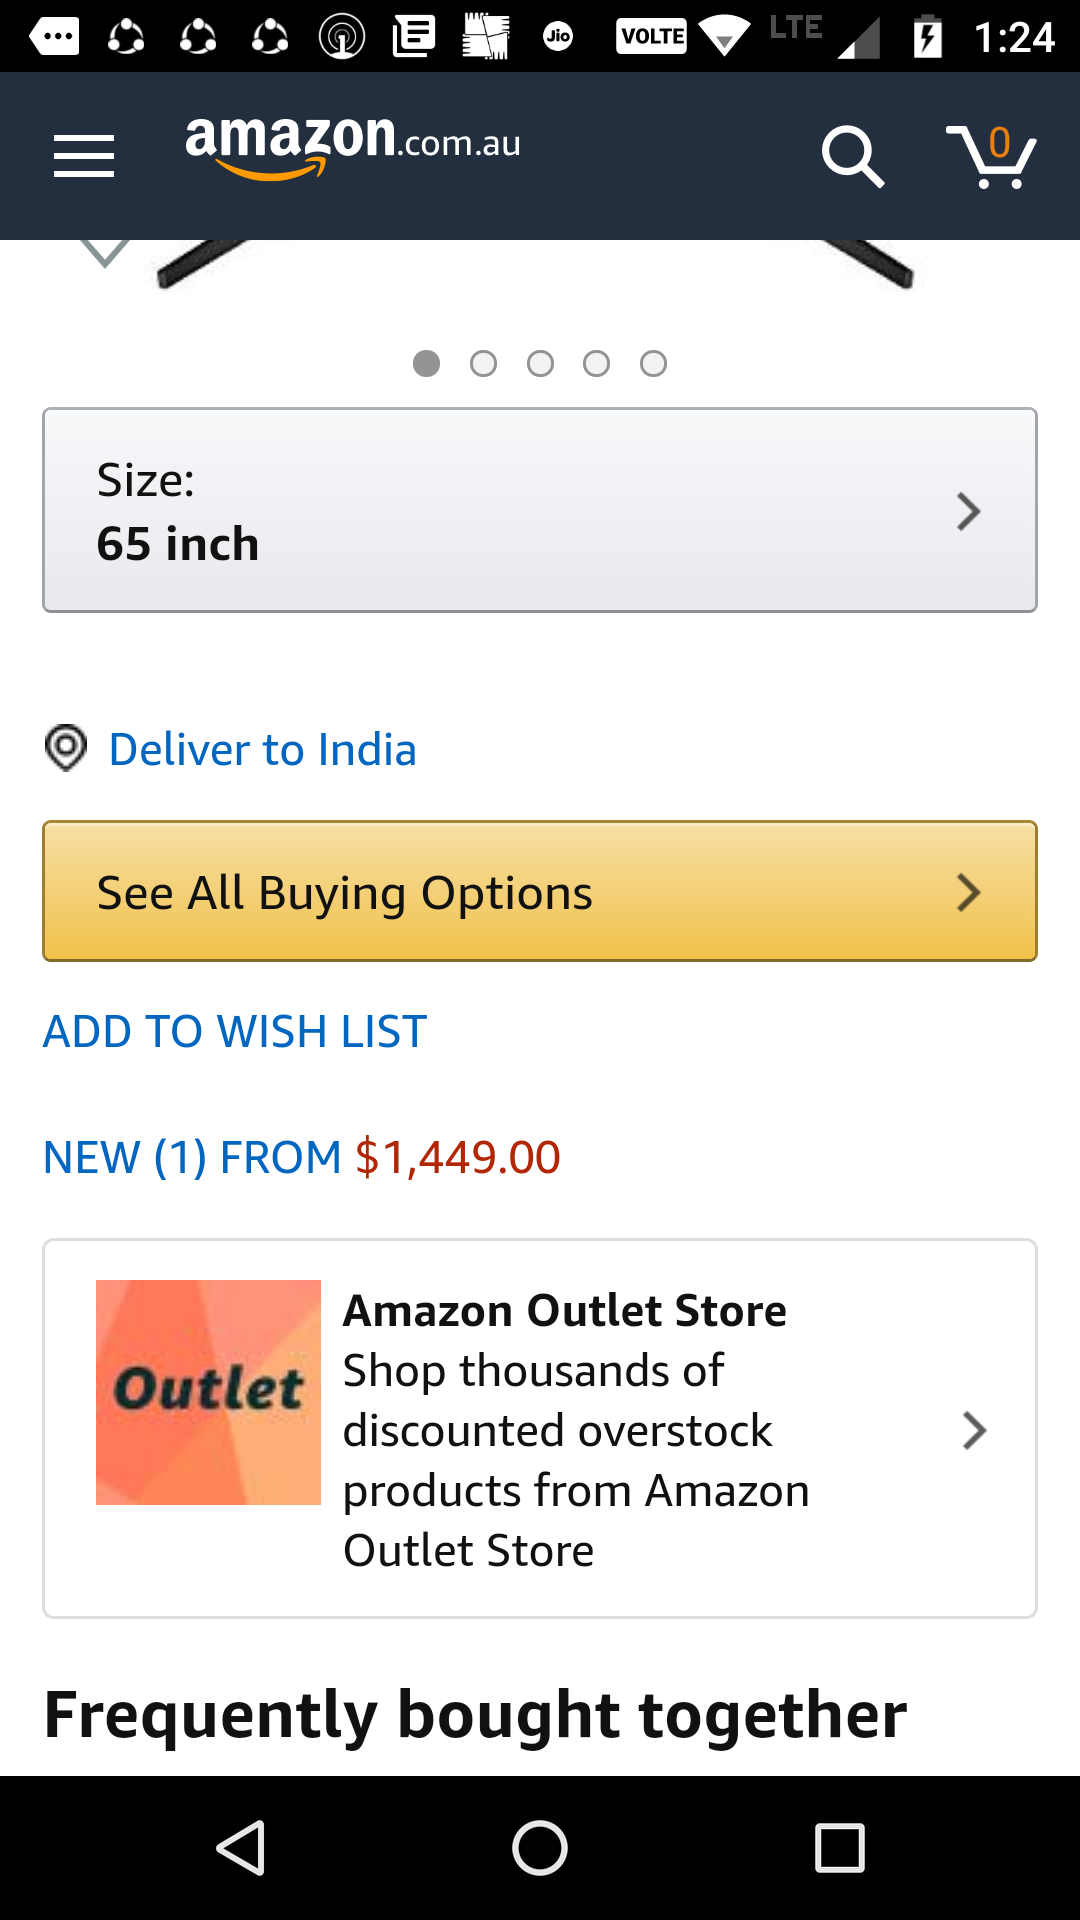 Jio VOLTE LTE 1:24
amazon.com.au 0
Size:
65 inch
Deliver to India
See All Buying Options
ADD TO WISH LIST
NEW (1) FROM $1,449.00
Outlet
Amazon Outlet Store
Shop thousands of
discounted overstock
products from Amazon
Outlet Store
Frequently bought together